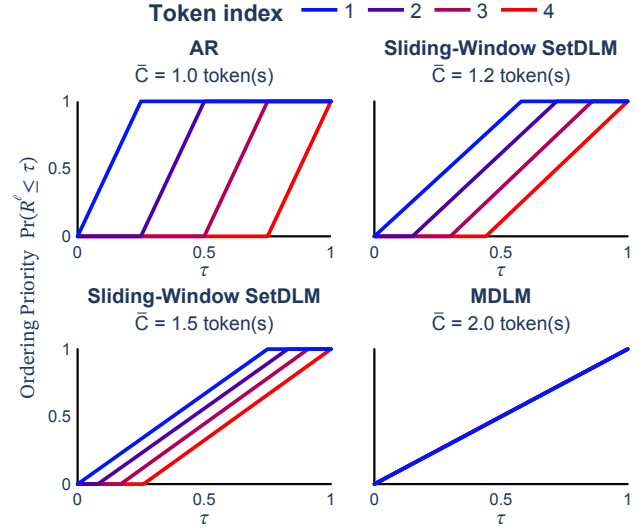 Token index 1 2 3 4
AR
C̄ = 1.0 token(s)
Sliding-Window SetDLM
C̄ = 1.2 token(s)
Ordering Priority Pr(R^ℓ ≤ τ)
1
0.5
0
0 0.5 1
τ
0 0.5 1
τ
Sliding-Window SetDLM
C̄ = 1.5 token(s)
MDLM
C̄ = 2.0 token(s)
1
0.5
0
0 0.5 1
τ
0 0.5 1
τ